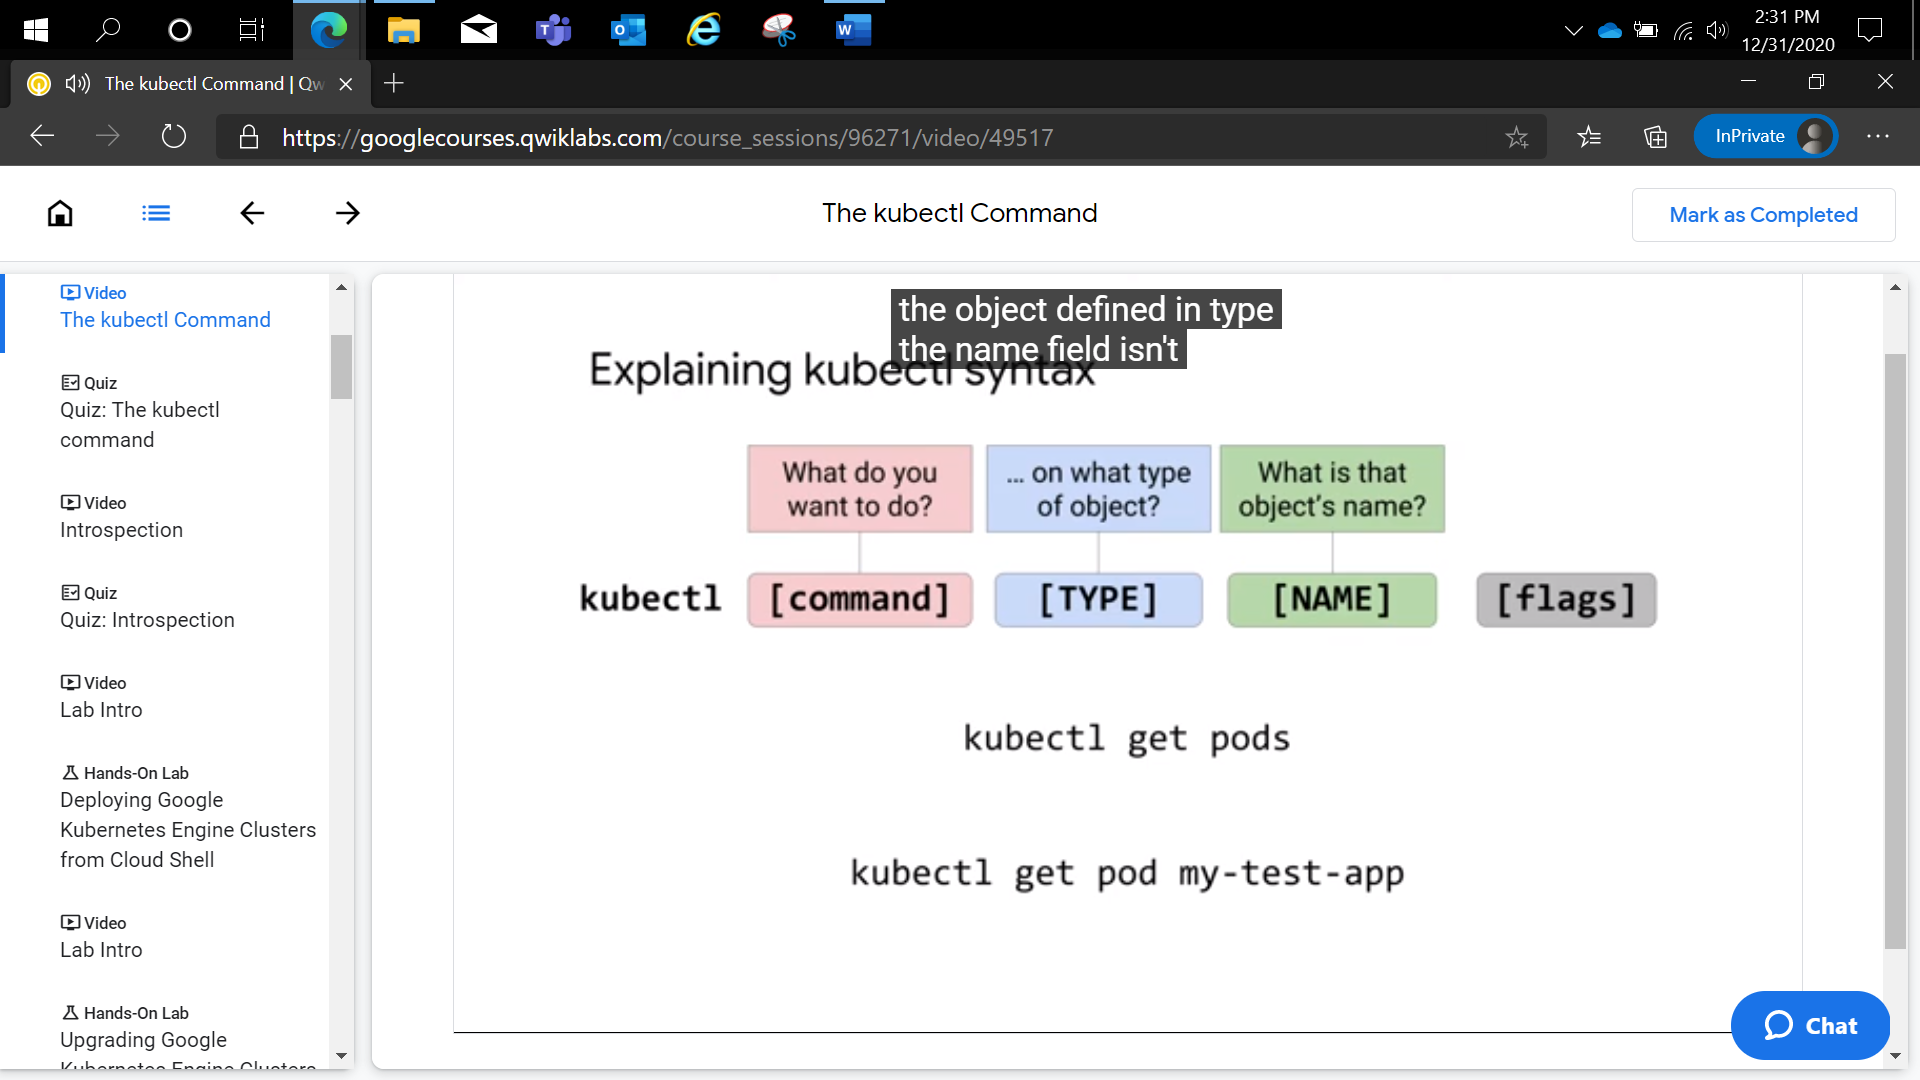 2:31 PM
12/31/2020
The kubectl Command | Qw
https://googlecourses.qwiklabs.com/course_sessions/96271/video/49517
InPrivate
The kubectl Command
Mark as Completed
Video
The kubectl Command
Quiz
Quiz: The kubectl
command
Video
Introspection
Quiz
Quiz: Introspection
Video
Lab Intro
Hands-On Lab
Deploying Google
Kubernetes Engine Clusters
from Cloud Shell
Video
Lab Intro
Hands-On Lab
Upgrading Google
Kubernetes Engine Clusters
the object defined in type
the name field isn't
Explaining kubectl syntax
What do you
want to do?
... on what type
of object?
What is that
object's name?
kubectl [command] [TYPE] [NAME] [flags]
kubectl get pods
kubectl get pod my-test-app
Chat